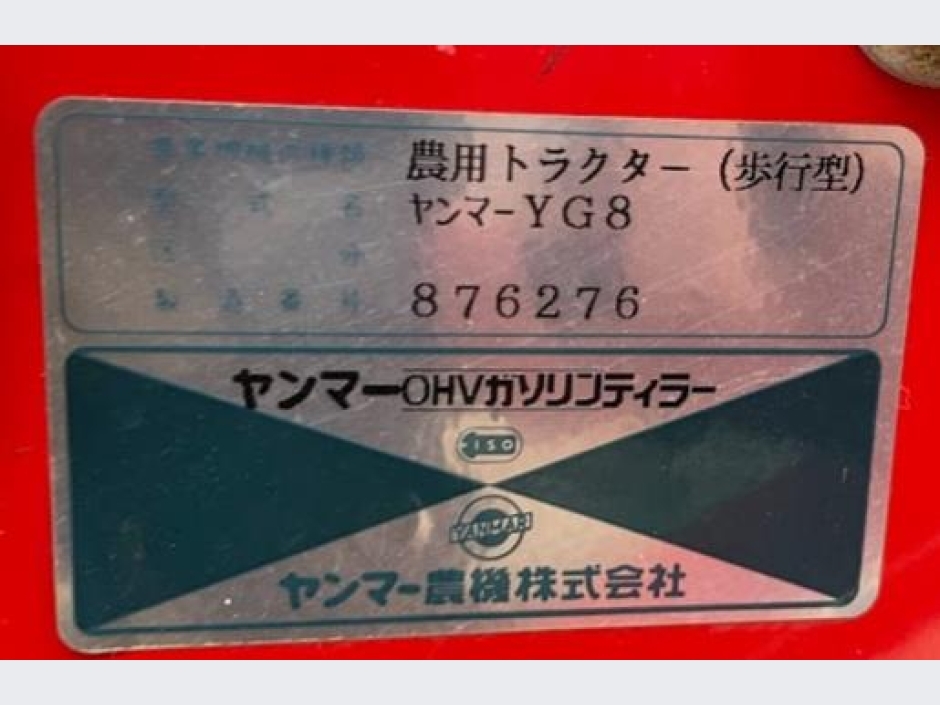 農用トラクター (歩行型)
ヤンマーYG8
876276
ヤンマーOHVガソリンティラー
ISO
YANMAR
ヤンマー農機株式会社